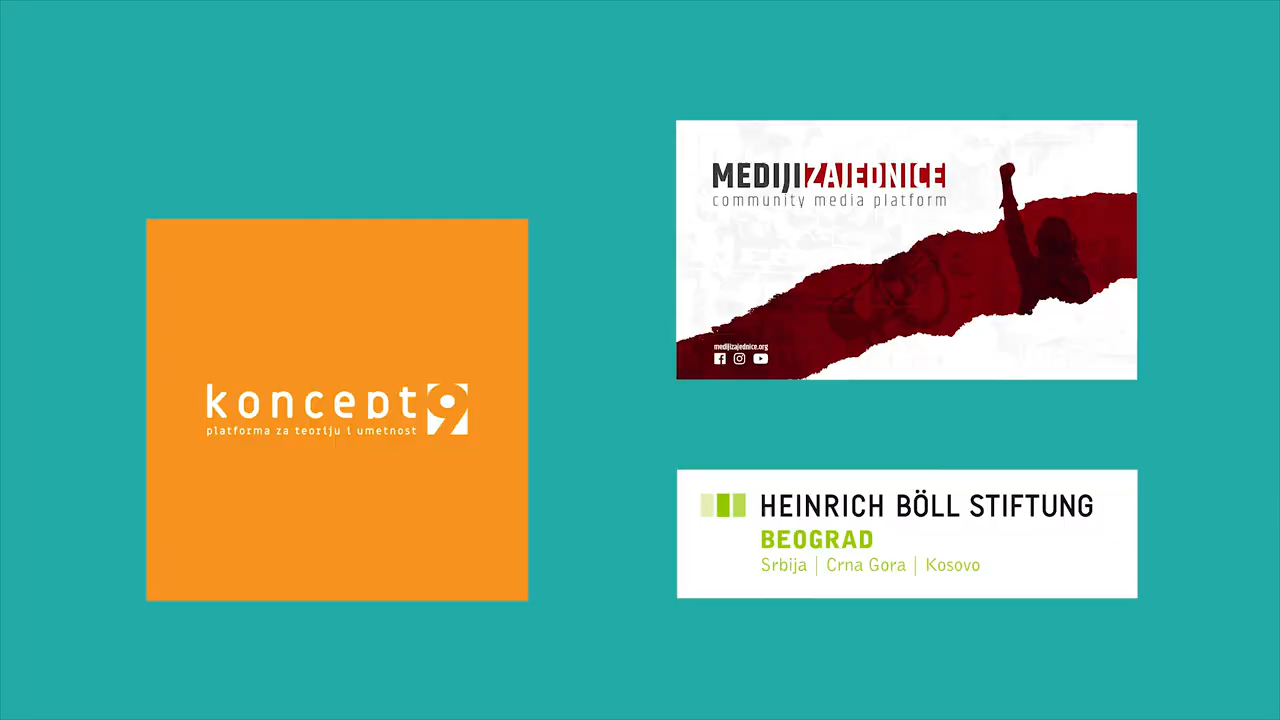 koncept9
platforma za teoriju i umetnost
MEDIJIZAJEDNICE
community media platform
medijizajednice.org
HEINRICH BÖLL STIFTUNG
BEOGRAD
Srbija | Crna Gora | Kosovo